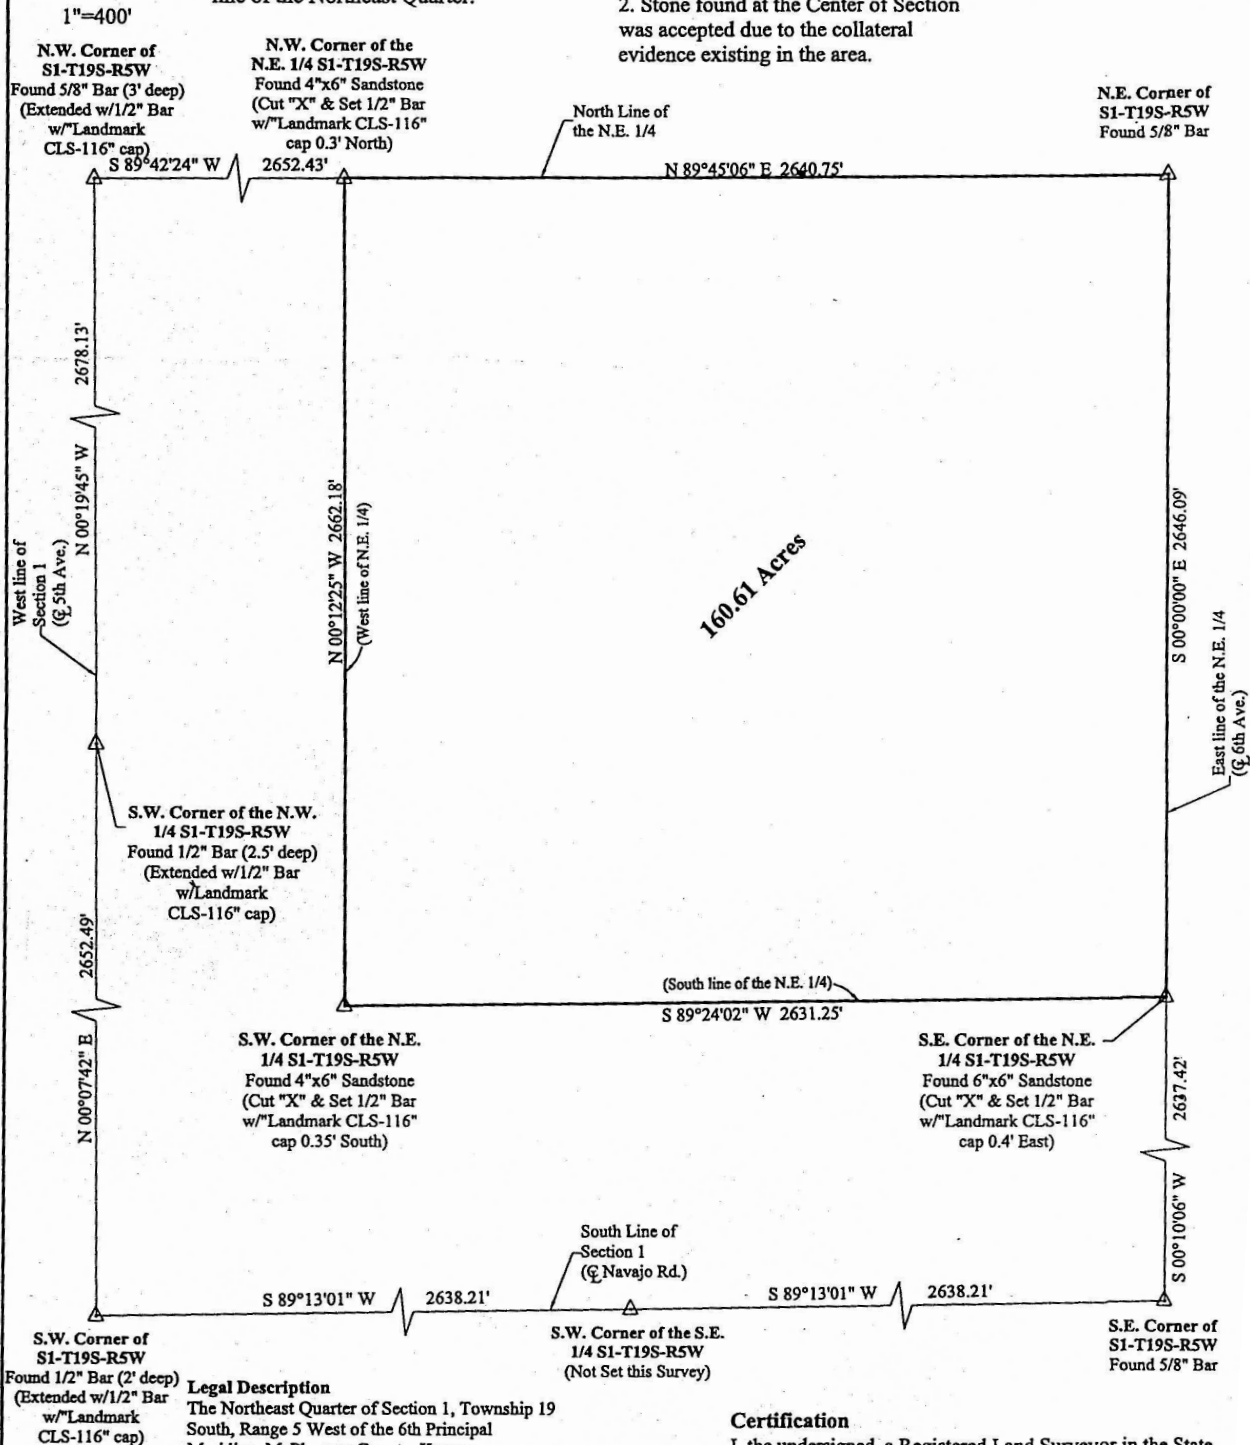 1"=400'
2. Stone found at the Center of Section
was accepted due to the collateral
evidence existing in the area.
N.W. Corner of
S1-T19S-R5W
Found 5/8" Bar (3' deep)
(Extended w/1/2" Bar
w/"Landmark
CLS-116" cap)
N.W. Corner of the
N.E. 1/4 S1-T19S-R5W
Found 4"x6" Sandstone
(Cut "X" & Set 1/2" Bar
w/"Landmark CLS-116"
cap 0.3' North)
North Line of
the N.E. 1/4
N.E. Corner of
S1-T19S-R5W
Found 5/8" Bar
S 89°42'24" W 2652.43'
N 89°45'06" E 2640.75'
2678.13'
N 00°19'45" W
West line of
Section 1
(℄ 5th Ave.)
N 00°12'25" W 2662.18'
(West line of N.E. 1/4)
160.61 Acres
S 00°00'00" E 2646.09'
East line of the N.E. 1/4
(℄ 6th Ave.)
S.W. Corner of the N.W.
1/4 S1-T19S-R5W
Found 1/2" Bar (2.5' deep)
(Extended w/1/2" Bar
w/Landmark
CLS-116" cap)
2652.49'
N 00°07'42" E
(South line of the N.E. 1/4)
S 89°24'02" W 2631.25'
S.W. Corner of the N.E.
1/4 S1-T19S-R5W
Found 4"x6" Sandstone
(Cut "X" & Set 1/2" Bar
w/"Landmark CLS-116"
cap 0.35' South)
S.E. Corner of the N.E.
1/4 S1-T19S-R5W
Found 6"x6" Sandstone
(Cut "X" & Set 1/2" Bar
w/"Landmark CLS-116"
cap 0.4' East)
2637.42'
S 00°10'06" W
South Line of
Section 1
(℄ Navajo Rd.)
S 89°13'01" W 2638.21'
S 89°13'01" W 2638.21'
S.W. Corner of
S1-T19S-R5W
Found 1/2" Bar (2' deep)
(Extended w/1/2" Bar
w/"Landmark
CLS-116" cap)
S.W. Corner of the S.E.
1/4 S1-T19S-R5W
(Not Set this Survey)
S.E. Corner of
S1-T19S-R5W
Found 5/8" Bar
Legal Description
The Northeast Quarter of Section 1, Township 19
South, Range 5 West of the 6th Principal
Certification
I, the undersigned, a Registered Land Surveyor in the State